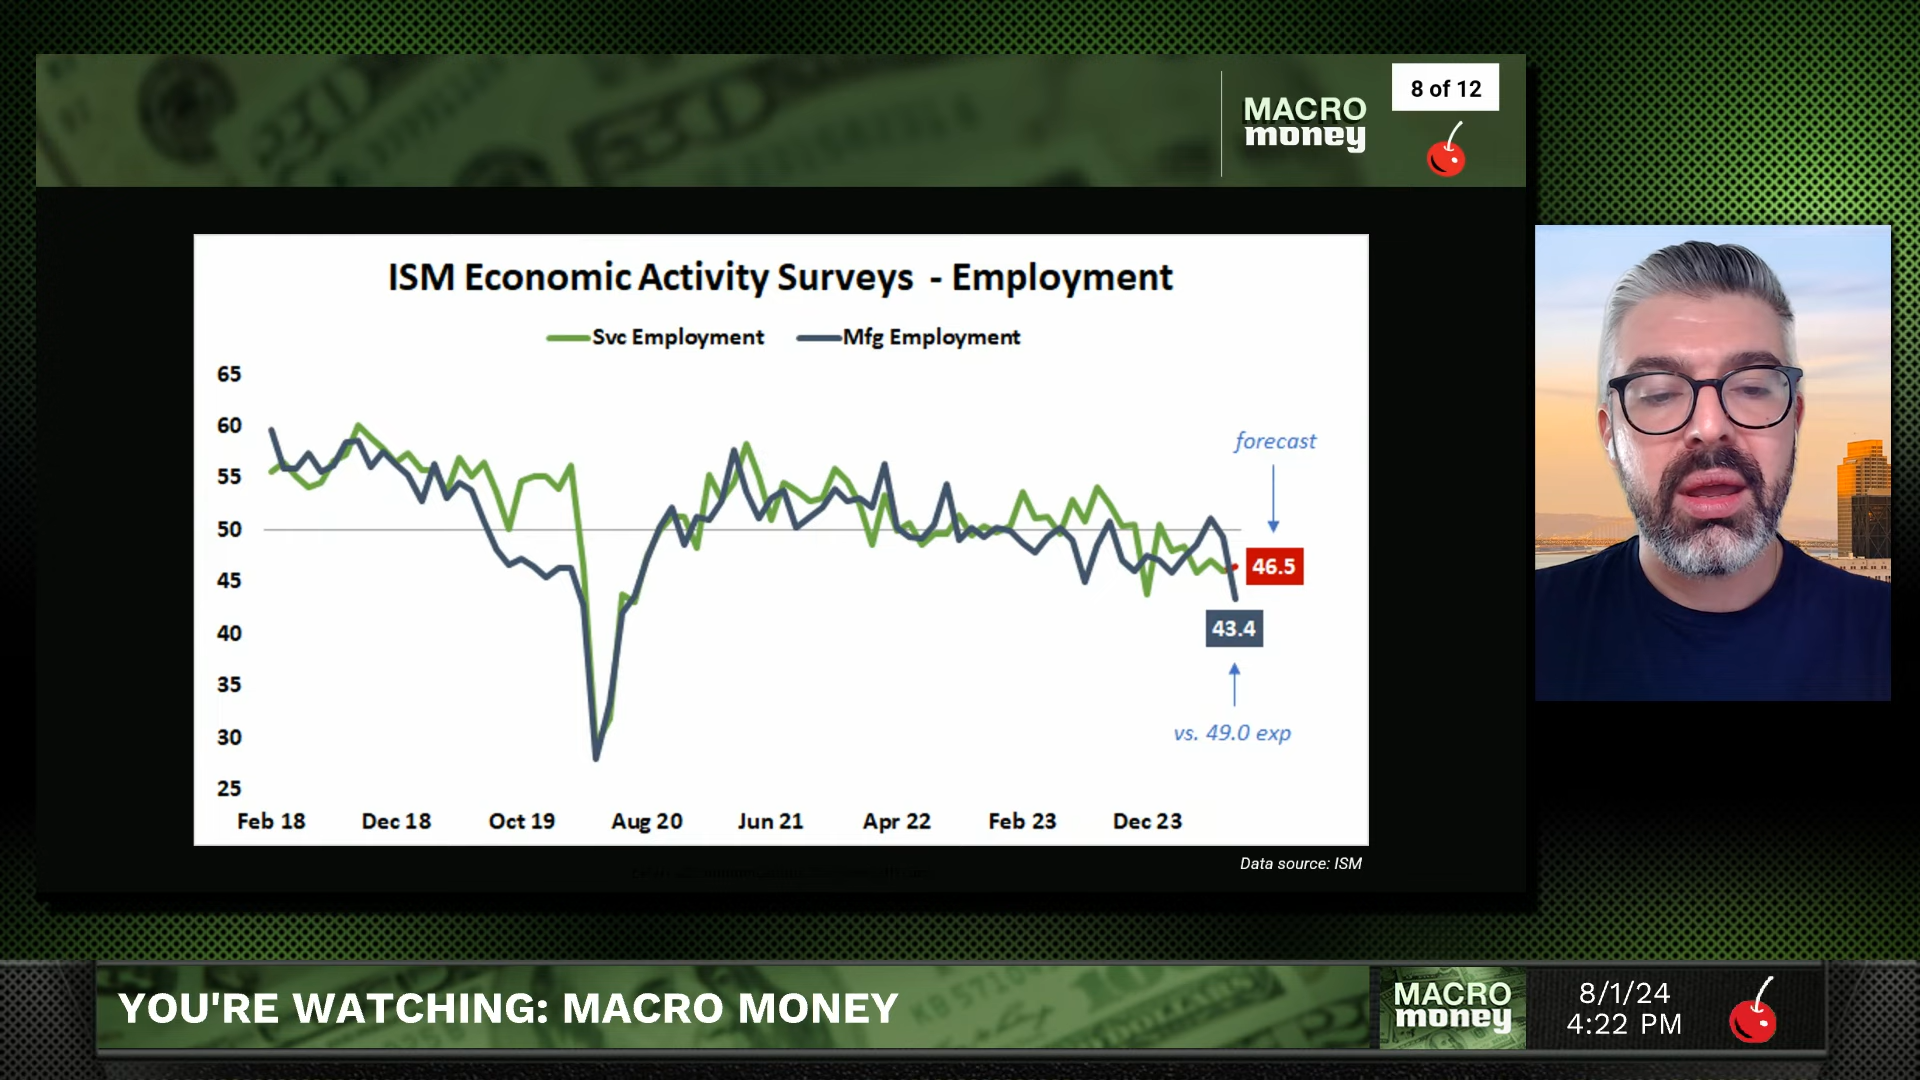 8 of 12
MACRO
money
ISM Economic Activity Surveys - Employment
Svc Employment Mfg Employment
65
60
55
50
45
40
35
30
25
forecast
46.5
43.4
vs. 49.0 exp
Feb 18 Dec 18 Oct 19 Aug 20 Jun 21 Apr 22 Feb 23 Dec 23
Data source: ISM
YOU'RE WATCHING: MACRO MONEY
MACRO
money
8/1/24
4:22 PM